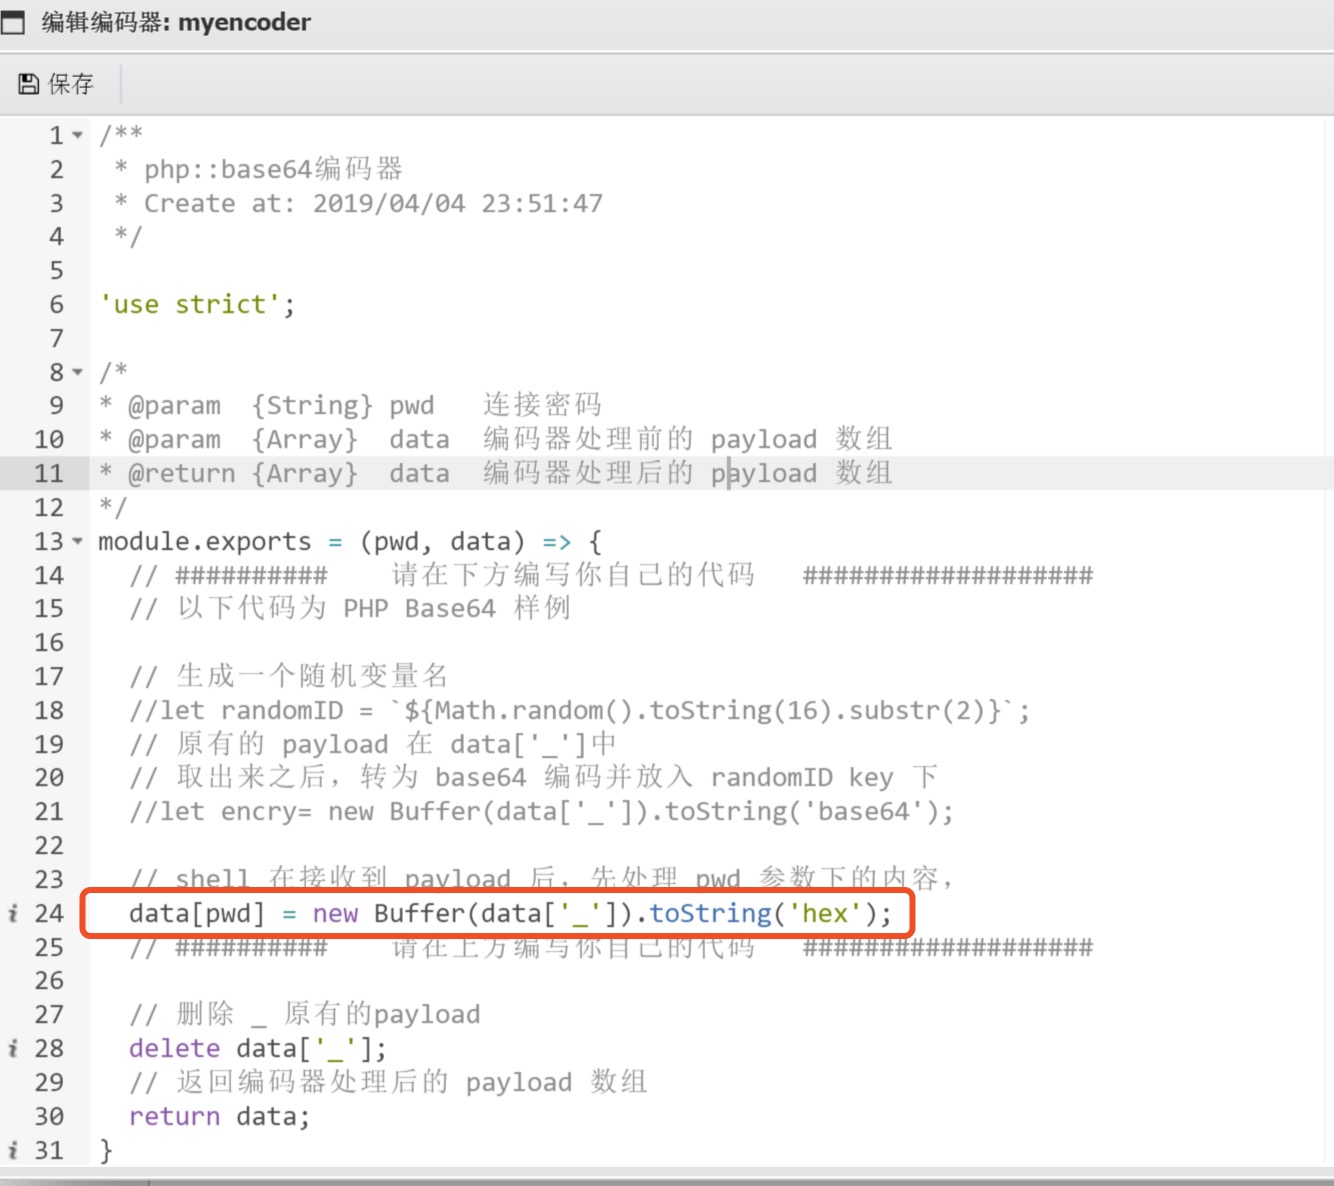 编辑编码器: myencoder
保存
1 /**
2  * php::base64编码器
3  * Create at: 2019/04/04 23:51:47
4  */
5
6 'use strict';
7
8 /*
9 * @param  {String} pwd   连接密码
10 * @param  {Array}  data  编码器处理前的 payload 数组
11 * @return {Array}  data  编码器处理后的 payload 数组
12 */
13 module.exports = (pwd, data) => {
14   // ##########    请在下方编写你自己的代码   ###################
15   // 以下代码为 PHP Base64 样例
16
17   // 生成一个随机变量名
18   //let randomID = `${Math.random().toString(16).substr(2)}`;
19   // 原有的 payload 在 data['_']中
20   // 取出来之后，转为 base64 编码并放入 randomID key 下
21   //let encry= new Buffer(data['_']).toString('base64');
22
23   // shell 在接收到 payload 后，先处理 pwd 参数下的内容，
i 24   data[pwd] = new Buffer(data['_']).toString('hex');
25   // ##########    请在上方编写你自己的代码   ###################
26
27   // 删除 _ 原有的payload
i 28   delete data['_'];
29   // 返回编码器处理后的 payload 数组
30   return data;
i 31 }